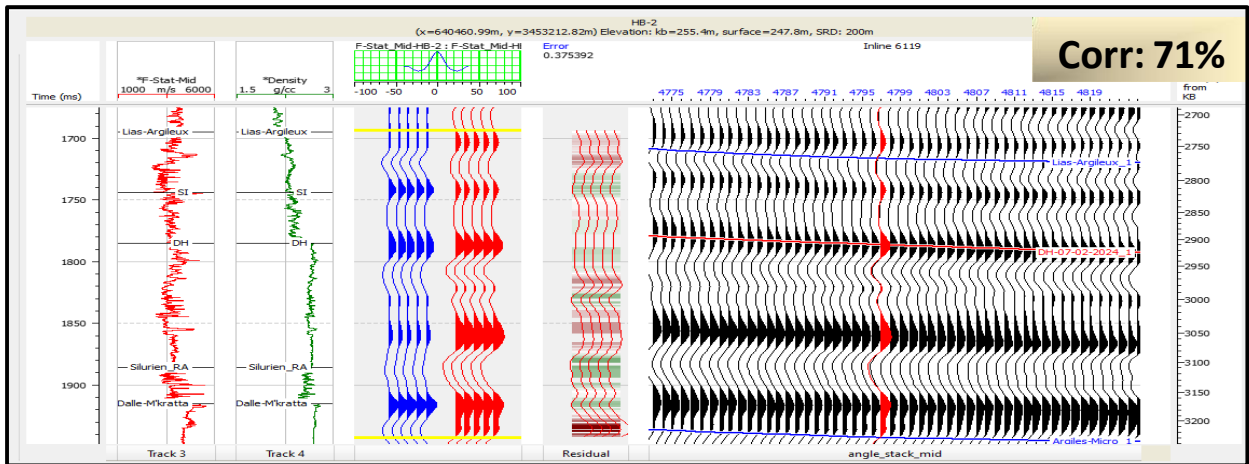 HB-2
(x=640460.99m, y=3453212.82m) Elevation: kb=255.4m, surface=247.8m, SRD: 200m
Corr: 71%
F-Stat_Mid-HB-2 : F-Stat_Mid-HI
Error
0.375392
Inline 6119
*F-Stat-Mid
1000 m/s 6000
*Density
1.5 g/cc 3
-100 -50 0 50 100
Time (ms)
4775 4779 4783 4787 4791 4795 4799 4803 4807 4811 4815 4819
from
KB
2700
1700
Lias-Argileux
Lias-Argileux
2750
Lias-Argileux_1
SI
SI
2800
1750
2850
DH
DH
2900
DH-07-02-2024_1
1800
2950
3000
1850
3050
Silurien_RA
Silurien_RA
3100
1900
3150
Dalle-M'kratta
Dalle-M'kratta
3200
Argiles-Micro_1
Track 3
Track 4
Residual
angle_stack_mid